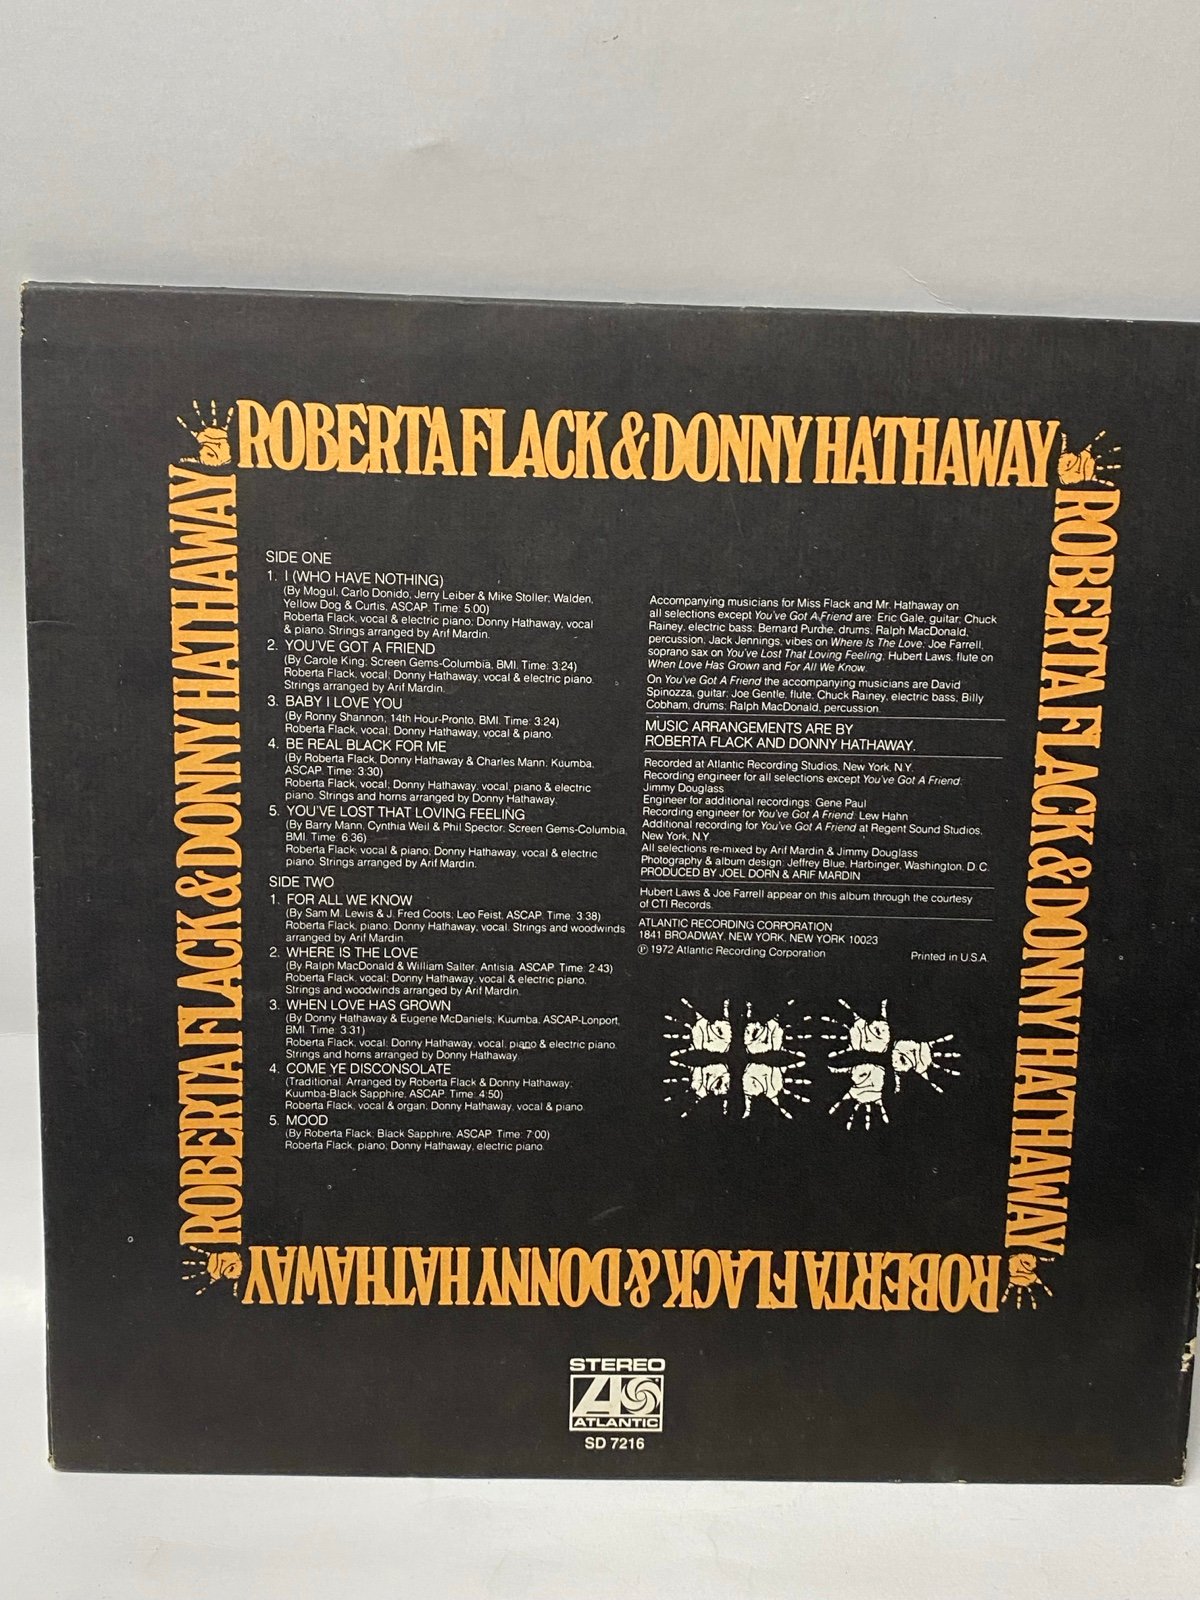 ROBERTA FLACK & DONNY HATHAWAY
SIDE ONE
1. I (WHO HAVE NOTHING)
(By Mogul, Carlo Donido, Jerry Leiber & Mike Stoller; Walden,
Yellow Dog & Curtis, ASCAP. Time: 5:00)
Roberta Flack, vocal & electric piano; Donny Hathaway, vocal
& piano. Strings arranged by Arif Mardin.
2. YOU'VE GOT A FRIEND
(By Carole King; Screen Gems-Columbia, BMI. Time: 3:24)
Roberta Flack, vocal; Donny Hathaway, vocal & electric piano.
Strings arranged by Arif Mardin.
3. BABY I LOVE YOU
(By Ronny Shannon; 14th Hour-Pronto, BMI. Time: 3:24)
Roberta Flack, vocal; Donny Hathaway, vocal & piano.
4. BE REAL BLACK FOR ME
(By Roberta Flack, Donny Hathaway & Charles Mann; Kuumba,
ASCAP. Time: 3:30)
Roberta Flack, vocal; Donny Hathaway, vocal, piano & electric
piano. Strings and horns arranged by Donny Hathaway.
5. YOU'VE LOST THAT LOVING FEELING
(By Barry Mann, Cynthia Weil & Phil Spector; Screen Gems-Columbia,
BMI. Time: 6:36)
Roberta Flack, vocal & piano; Donny Hathaway, vocal & electric
piano. Strings arranged by Arif Mardin.
SIDE TWO
1. FOR ALL WE KNOW
(By Sam M. Lewis & J. Fred Coots; Leo Feist, ASCAP. Time: 3:38)
Roberta Flack, piano; Donny Hathaway, vocal. Strings and woodwinds
arranged by Arif Mardin.
2. WHERE IS THE LOVE
(By Ralph MacDonald & William Salter; Antisia, ASCAP. Time: 2:43)
Roberta Flack, vocal; Donny Hathaway, vocal & electric piano.
Strings and woodwinds arranged by Arif Mardin.
3. WHEN LOVE HAS GROWN
(By Donny Hathaway & Eugene McDaniels; Kuumba, ASCAP-Lonport,
BMI. Time: 3:31)
Roberta Flack, vocal; Donny Hathaway, vocal, piano & electric piano.
Strings and horns arranged by Donny Hathaway.
4. COME YE DISCONSOLATE
(Traditional. Arranged by Roberta Flack & Donny Hathaway;
Kuumba-Black Sapphire, ASCAP. Time: 4:50)
Roberta Flack, vocal & organ; Donny Hathaway, vocal & piano.
5. MOOD
(By Roberta Flack; Black Sapphire, ASCAP. Time: 7:00)
Roberta Flack, piano; Donny Hathaway, electric piano.
Accompanying musicians for Miss Flack and Mr. Hathaway on
all selections except You've Got A Friend are: Eric Gale, guitar; Chuck
Rainey, electric bass; Bernard Purdie, drums; Ralph MacDonald,
percussion; Jack Jennings, vibes on Where Is The Love; Joe Farrell,
soprano sax on You've Lost That Loving Feeling; Hubert Laws, flute on
When Love Has Grown and For All We Know.
On You've Got A Friend the accompanying musicians are David
Spinozza, guitar; Joe Gentle, flute; Chuck Rainey, electric bass; Billy
Cobham, drums; Ralph MacDonald, percussion.
MUSIC ARRANGEMENTS ARE BY
ROBERTA FLACK AND DONNY HATHAWAY.
Recorded at Atlantic Recording Studios, New York, N.Y.
Recording engineer for all selections except You've Got A Friend:
Jimmy Douglass
Engineer for additional recordings: Gene Paul
Recording engineer for You've Got A Friend: Lew Hahn
Additional recording for You've Got A Friend at Regent Sound Studios,
New York, N.Y.
All selections re-mixed by Arif Mardin & Jimmy Douglass
Photography & album design: Jeffrey Blue, Harbinger, Washington, D.C.
PRODUCED BY JOEL DORN & ARIF MARDIN
Hubert Laws & Joe Farrell appear on this album through the courtesy
of CTI Records.
ATLANTIC RECORDING CORPORATION
1841 BROADWAY, NEW YORK, NEW YORK 10023
℗ 1972 Atlantic Recording Corporation Printed in U.S.A.
ROBERTA FLACK & DONNY HATHAWAY
ROBERTA FLACK & DONNY HATHAWAY
ROBERTA FLACK & DONNY HATHAWAY
STEREO
ATLANTIC
SD 7216